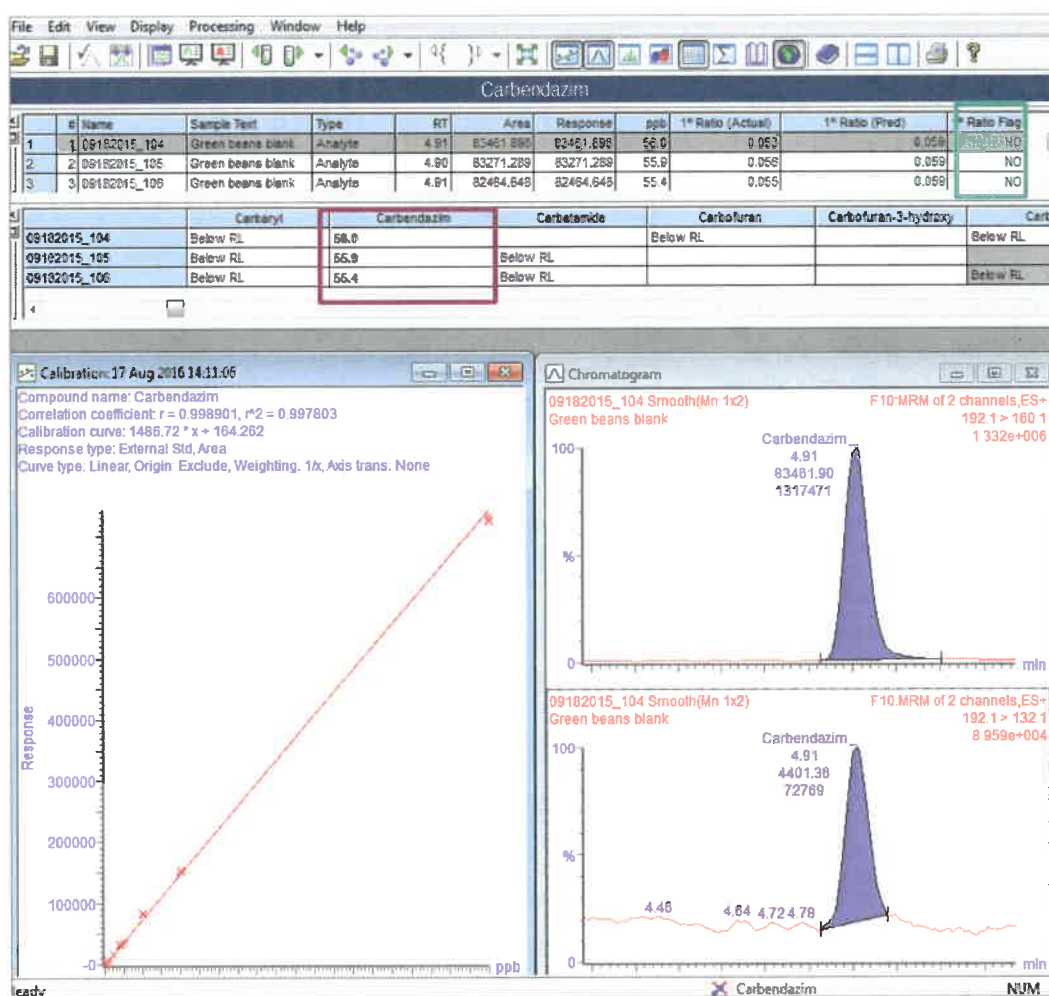 File Edit View Display Processing Window Help
Carbendazim
# Name Sample Text Type RT Area Response ppb 1° Ratio (Actual) 1° Ratio (Pred) 1° Ratio Flag
1 1 09182015_104 Green beans blank Analyte 4.91 83461.898 83461.898 56.0 0.053 0.059 NO
2 2 09182015_105 Green beans blank Analyte 4.90 83271.289 83271.289 55.9 0.056 0.059 NO
3 3 09182015_106 Green beans blank Analyte 4.91 82464.648 82464.648 55.4 0.055 0.059 NO
Carbaryl Carbendazim Carbetamide Carbofuran Carbofuran-3-hydroxy Carb
09182015_104 Below RL 56.0 Below RL Below RL
09182015_105 Below RL 55.9 Below RL
09182015_106 Below RL 55.4 Below RL Below RL
Calibration: 17 Aug 2016 14:11:06
Compound name: Carbendazim
Correlation coefficient: r = 0.998901, r^2 = 0.997803
Calibration curve: 1486.72 * x + 164.262
Response type: External Std, Area
Curve type: Linear, Origin: Exclude, Weighting: 1/x, Axis trans: None
Response
600000
500000
400000
300000
200000
100000
-0
ppb
Chromatogram
09182015_104 Smooth(Mn 1x2) F10:MRM of 2 channels,ES+
Green beans blank 192.1 > 160.1
1.332e+006
Carbendazim
4.91
83461.90
1317471
100
%
0
min
09182015_104 Smooth(Mn 1x2) F10:MRM of 2 channels,ES+
Green beans blank 192.1 > 132.1
8.959e+004
Carbendazim
4.91
4401.36
72769
100
%
4.46 4.64 4.72 4.78
0
min
eady Carbendazim NUM